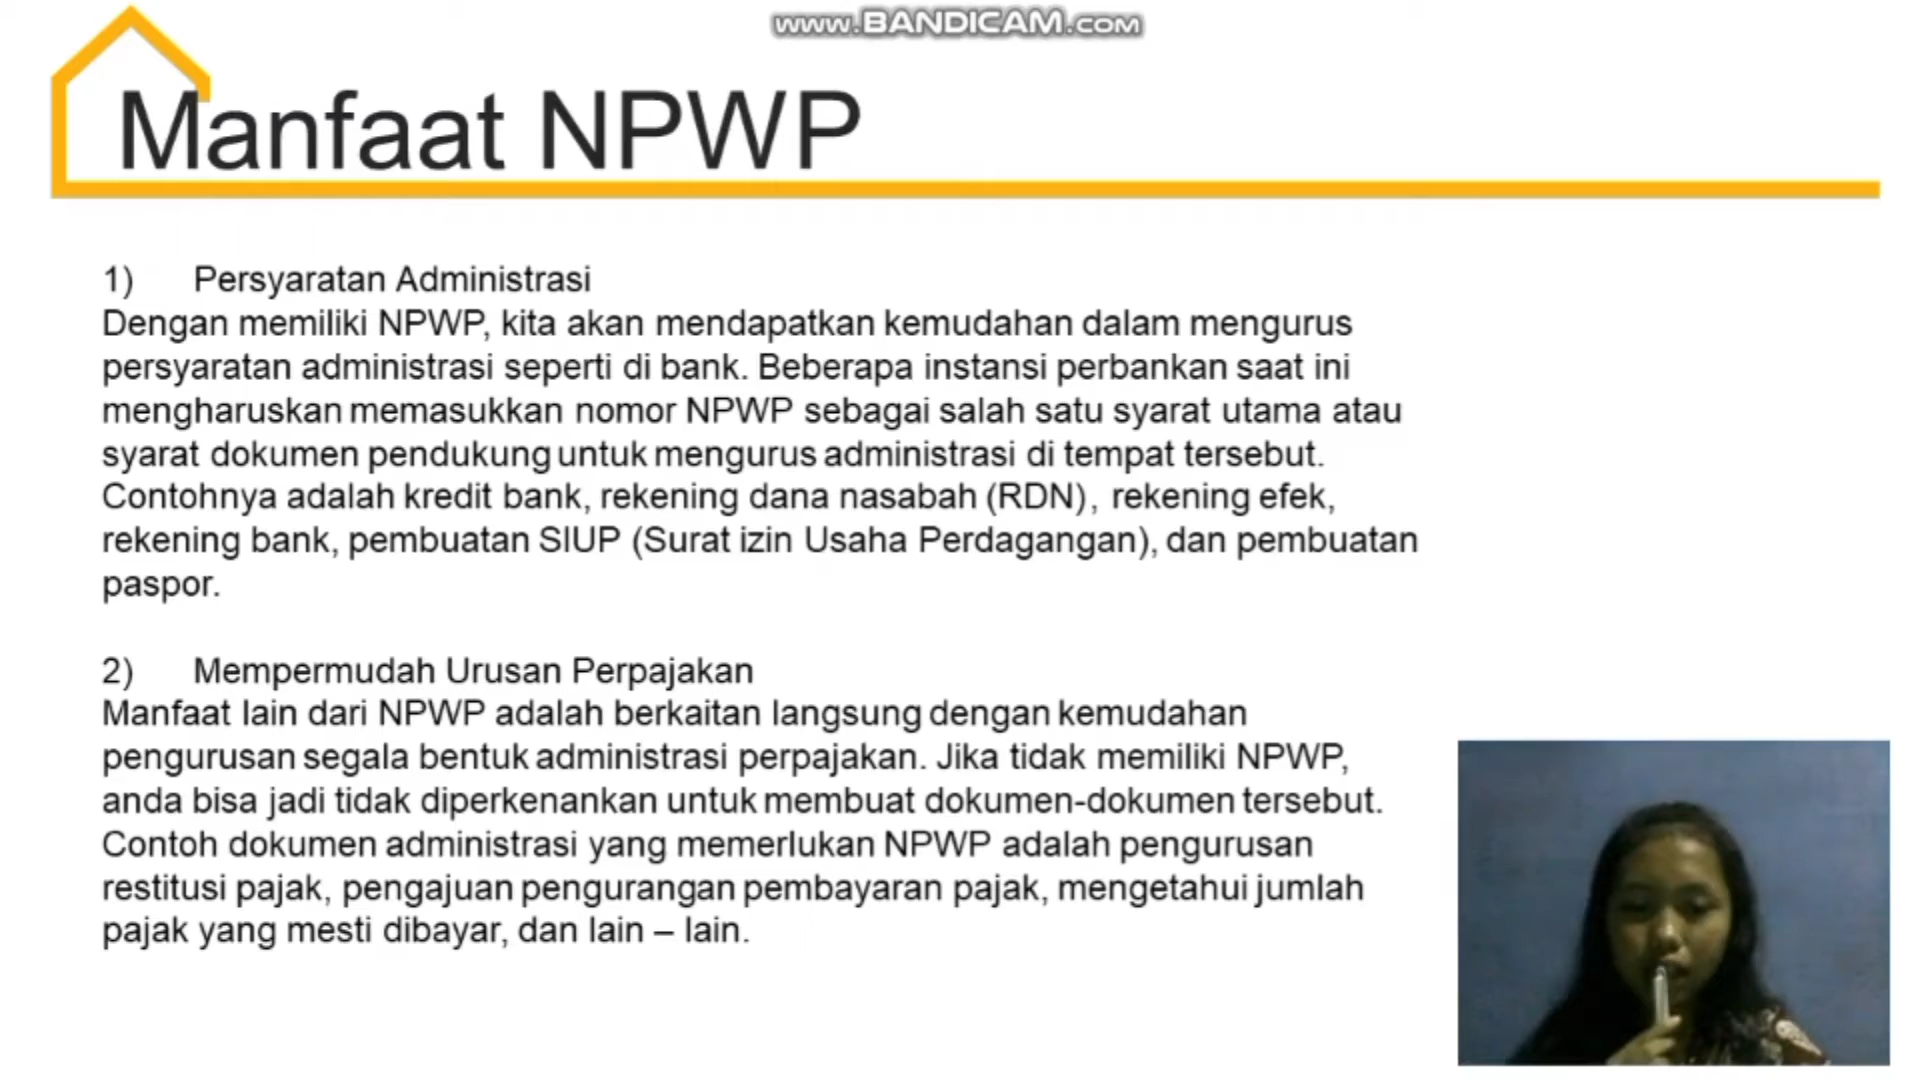 www.BANDICAM.com
Manfaat NPWP
1) Persyaratan Administrasi
Dengan memiliki NPWP, kita akan mendapatkan kemudahan dalam mengurus
persyaratan administrasi seperti di bank. Beberapa instansi perbankan saat ini
mengharuskan memasukkan nomor NPWP sebagai salah satu syarat utama atau
syarat dokumen pendukung untuk mengurus administrasi di tempat tersebut.
Contohnya adalah kredit bank, rekening dana nasabah (RDN), rekening efek,
rekening bank, pembuatan SIUP (Surat izin Usaha Perdagangan), dan pembuatan
paspor.
2) Mempermudah Urusan Perpajakan
Manfaat lain dari NPWP adalah berkaitan langsung dengan kemudahan
pengurusan segala bentuk administrasi perpajakan. Jika tidak memiliki NPWP,
anda bisa jadi tidak diperkenankan untuk membuat dokumen-dokumen tersebut.
Contoh dokumen administrasi yang memerlukan NPWP adalah pengurusan
restitusi pajak, pengajuan pengurangan pembayaran pajak, mengetahui jumlah
pajak yang mesti dibayar, dan lain – lain.